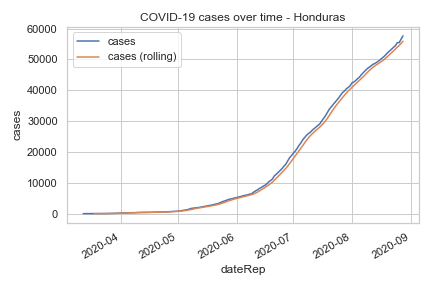 COVID-19 cases over time - Honduras
cases
cases (rolling)
60000
50000
40000
30000
20000
10000
0
cases
2020-04
2020-05
2020-06
2020-07
2020-08
2020-09
dateRep